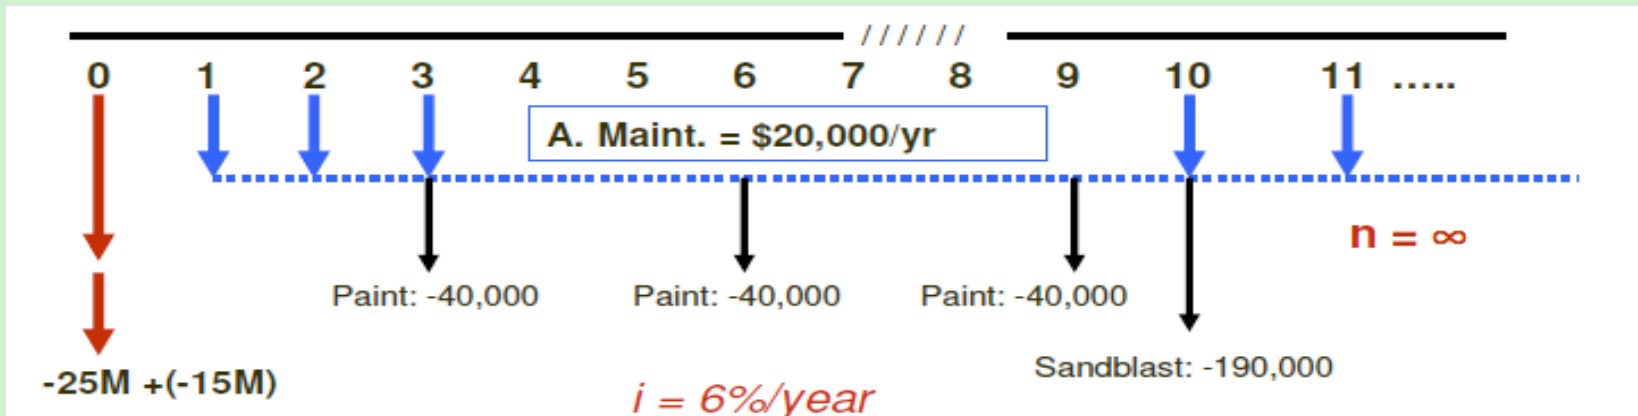 //////
0 1 2 3 4 5 6 7 8 9 10 11 .....
A. Maint. = $20,000/yr
n = ∞
Paint: -40,000 Paint: -40,000 Paint: -40,000
Sandblast: -190,000
-25M +(-15M)
i = 6%/year